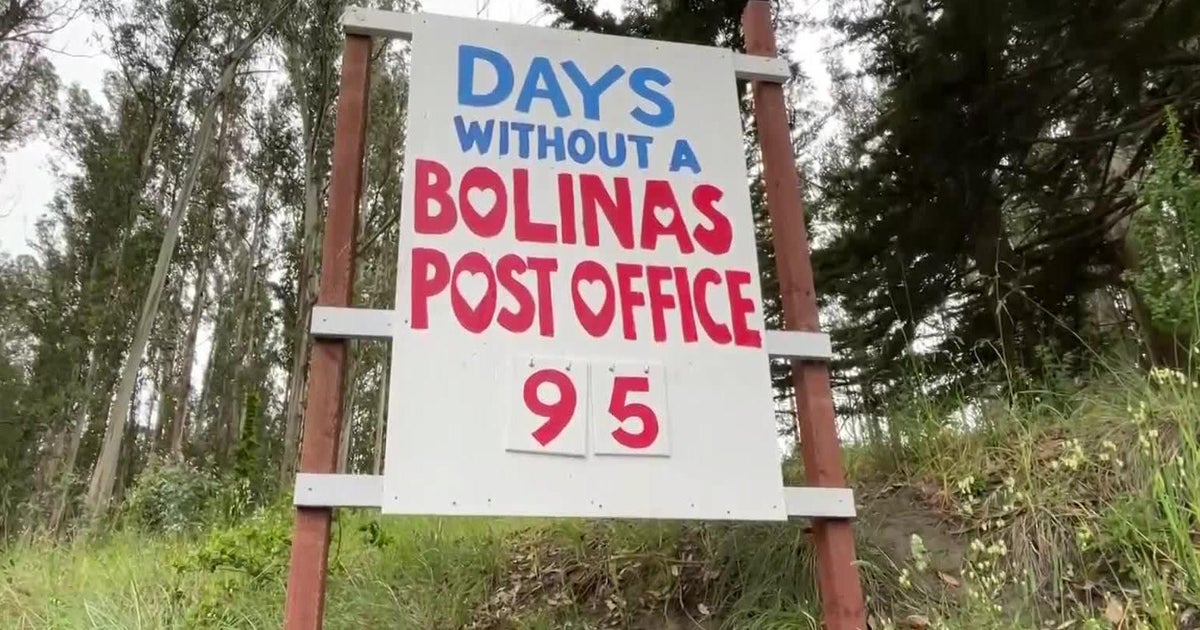 DAYS
WITHOUT A
BOLINAS
POST OFFICE
95